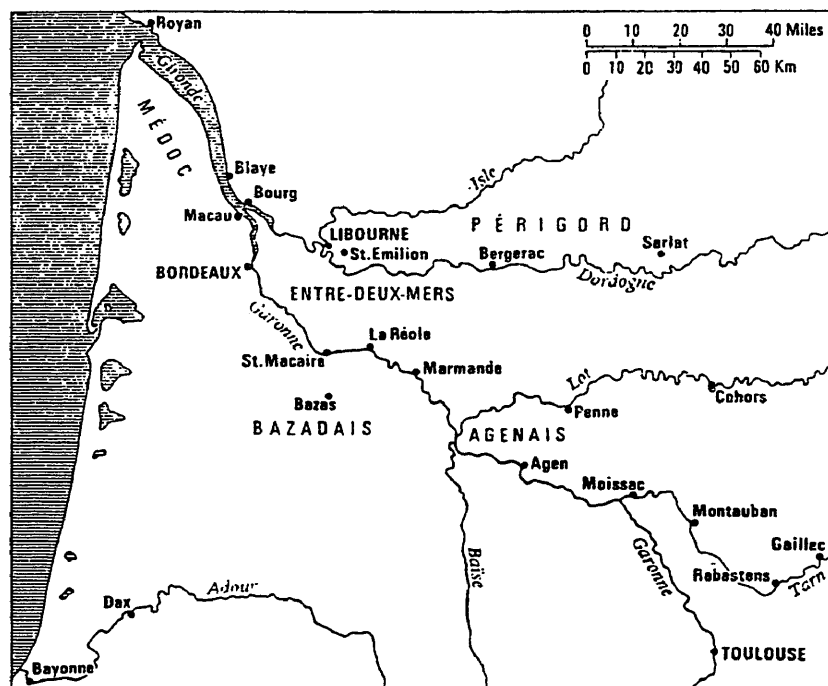 Royan
0 10 20 40 Miles
0 10 20 30 40 50 60 Km
Gironde
MÉDOC
Blaye
Bourg
Isle
Macau
PÉRIGORD
LIBOURNE
St.Emilion
Bergerac
Sarlat
BORDEAUX
Dordogne
ENTRE-DEUX-MERS
Garonne
La Réole
St.Macaire
Marmande
Lot
Bazas
Penne
Cahors
BAZADAIS
AGENAIS
Agen
Moissac
Montauban
Gaillec
Baïse
Garonne
Rabastens
Tarn
Adour
Dax
TOULOUSE
Bayonne